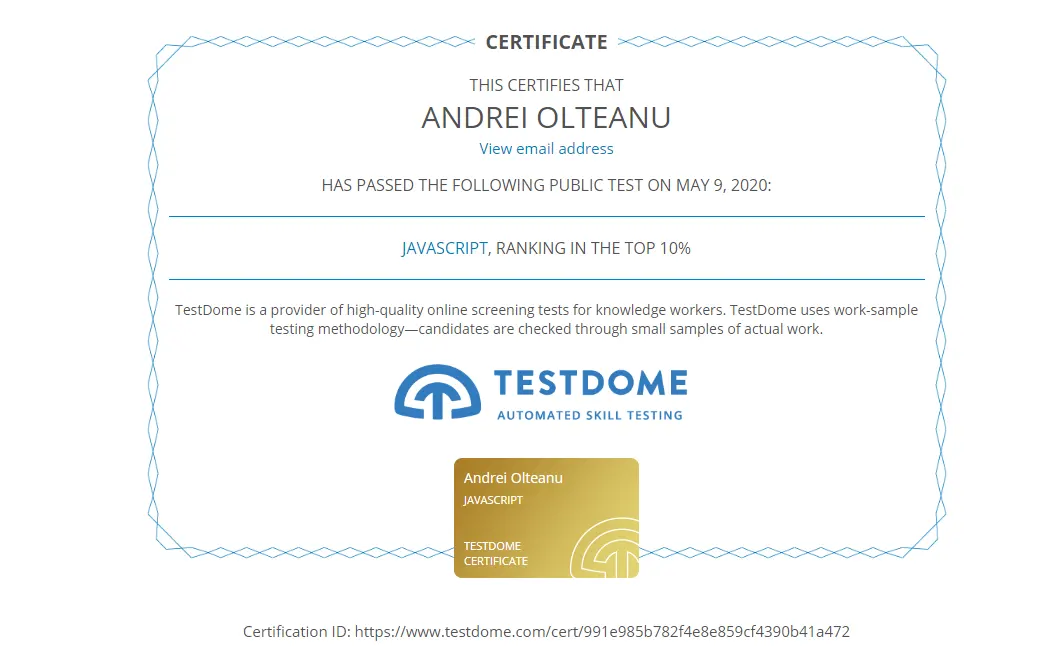 CERTIFICATE
THIS CERTIFIES THAT
ANDREI OLTEANU
View email address
HAS PASSED THE FOLLOWING PUBLIC TEST ON MAY 9, 2020:
JAVASCRIPT, RANKING IN THE TOP 10%
TestDome is a provider of high-quality online screening tests for knowledge workers. TestDome uses work-sample
testing methodology—candidates are checked through small samples of actual work.
TESTDOME
AUTOMATED SKILL TESTING
Andrei Olteanu
JAVASCRIPT
TESTDOME
CERTIFICATE
Certification ID: https://www.testdome.com/cert/991e985b782f4e8e859cf4390b41a472